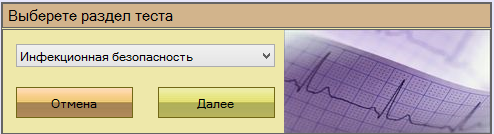 Выберете раздел теста
Инфекционная безопасность
Отмена
Далее